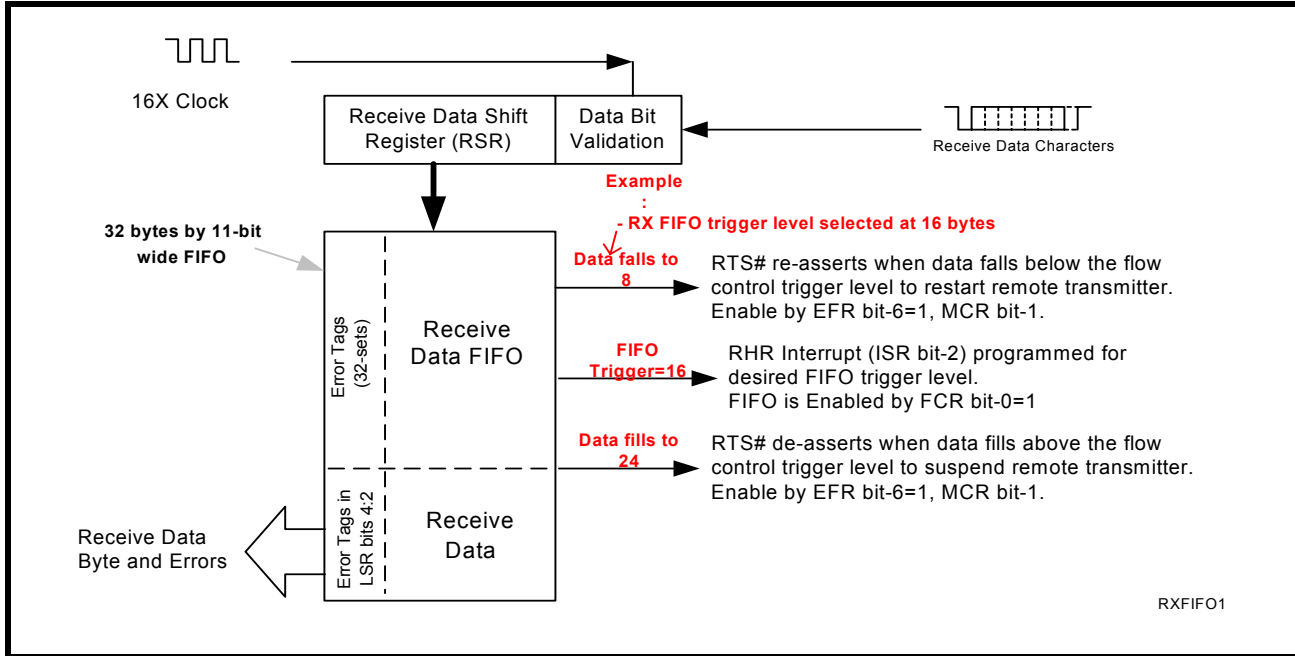 16X Clock
Receive Data Shift
Register (RSR)
Data Bit
Validation
Receive Data Characters
Example
:
- RX FIFO trigger level selected at 16 bytes
32 bytes by 11-bit
wide FIFO
Data falls to
8
RTS# re-asserts when data falls below the flow
control trigger level to restart remote transmitter.
Enable by EFR bit-6=1, MCR bit-1.
Error Tags
(32-sets)
Receive
Data FIFO
FIFO
Trigger=16
RHR Interrupt (ISR bit-2) programmed for
desired FIFO trigger level.
FIFO is Enabled by FCR bit-0=1
Data fills to
24
RTS# de-asserts when data fills above the flow
control trigger level to suspend remote transmitter.
Enable by EFR bit-6=1, MCR bit-1.
Receive Data
Byte and Errors
Error Tags in
LSR bits 4:2
Receive
Data
RXFIFO1